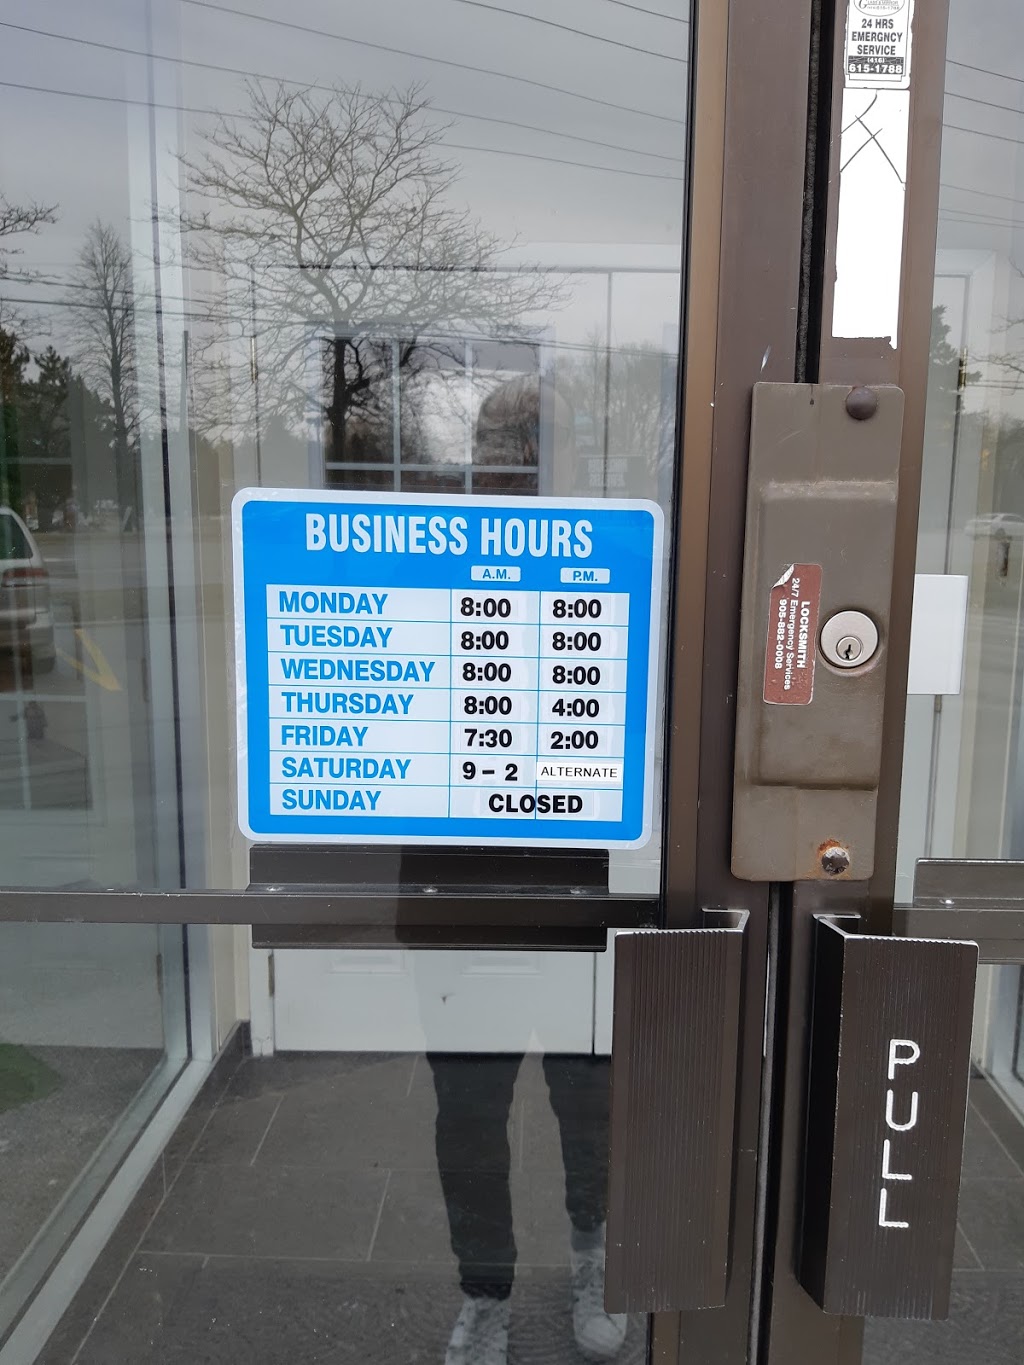 24 HRS
EMERGNCY
SERVICE
(416)
615-1788
BUSINESS HOURS
A.M. P.M.
MONDAY 8:00 8:00
TUESDAY 8:00 8:00
WEDNESDAY 8:00 8:00
THURSDAY 8:00 4:00
FRIDAY 7:30 2:00
SATURDAY 9 – 2 ALTERNATE
SUNDAY CLOSED
LOCKSMITH
24/7 Emergency Services
905-882-0008
PULL